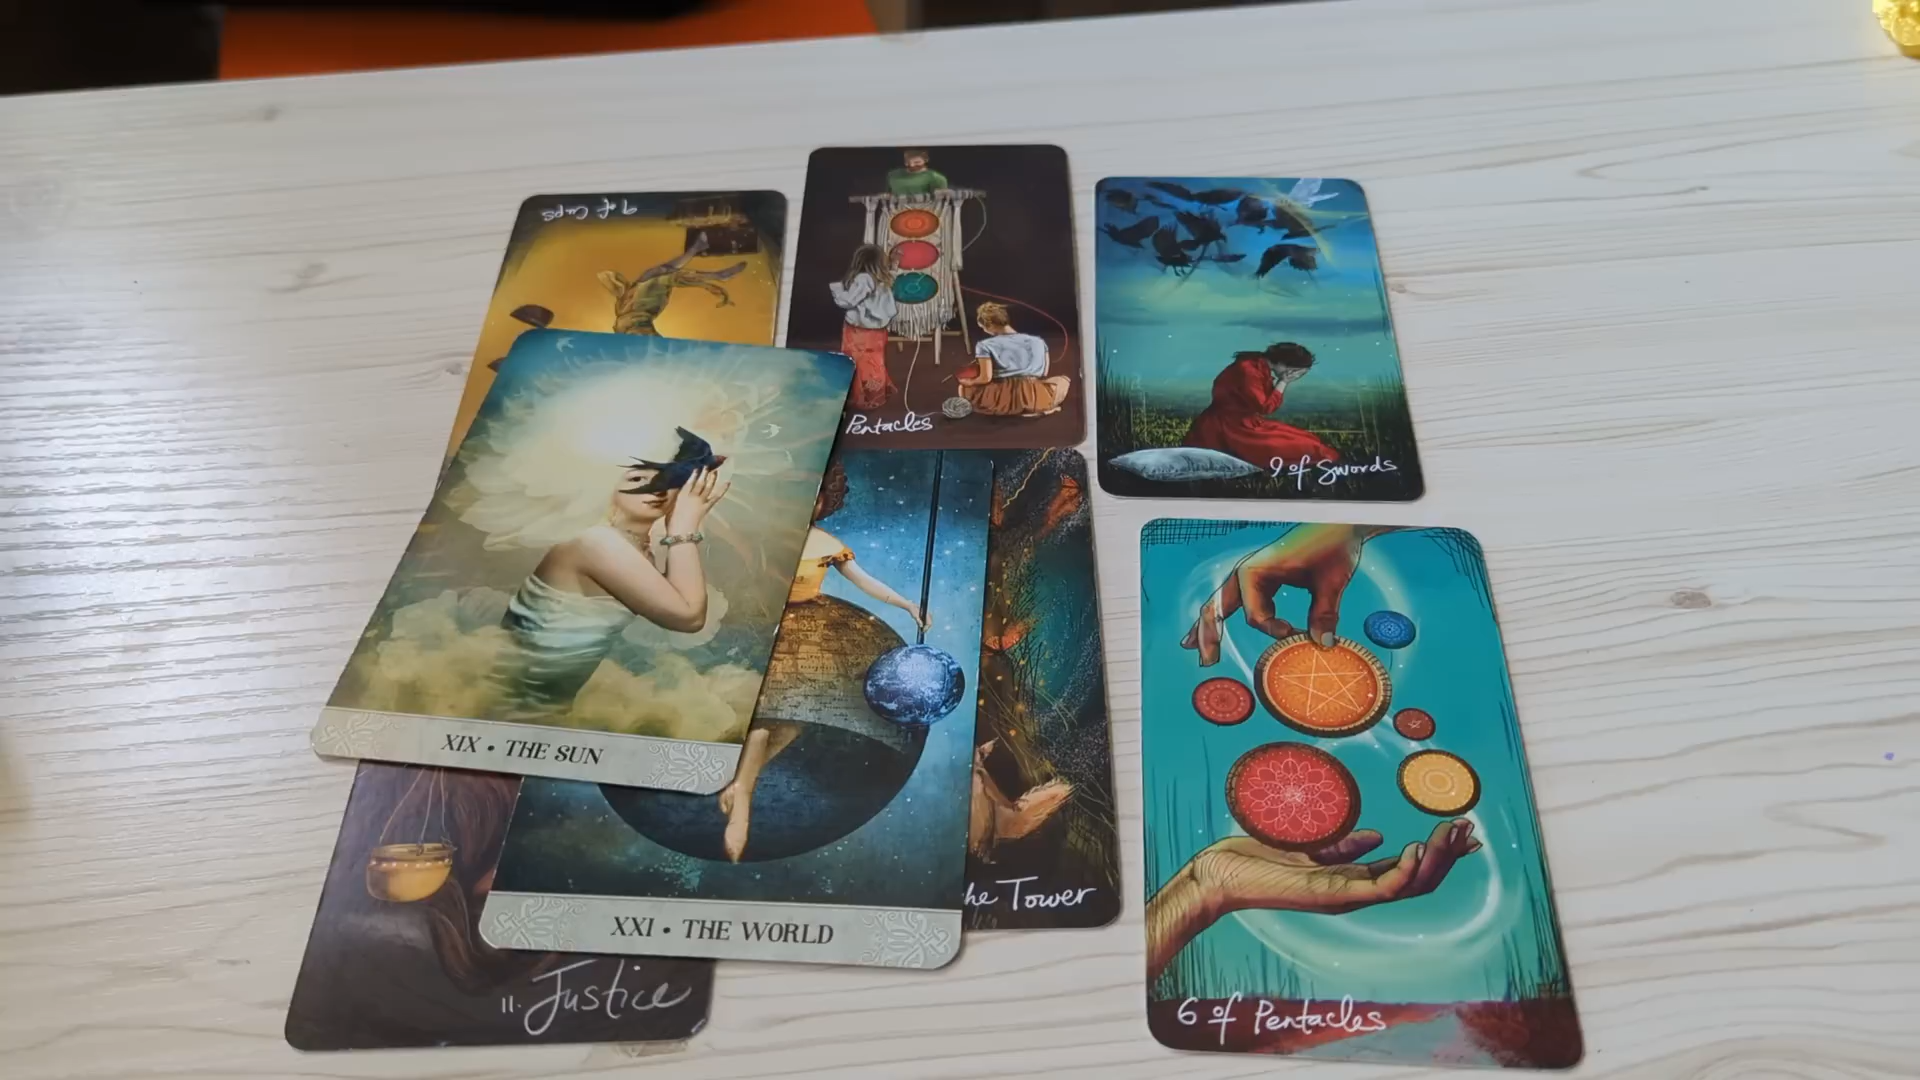 9 of Cups
Pentacles
9 of Swords
XIX • THE SUN
he Tower
XXI • THE WORLD
11. Justice
6 of Pentacles